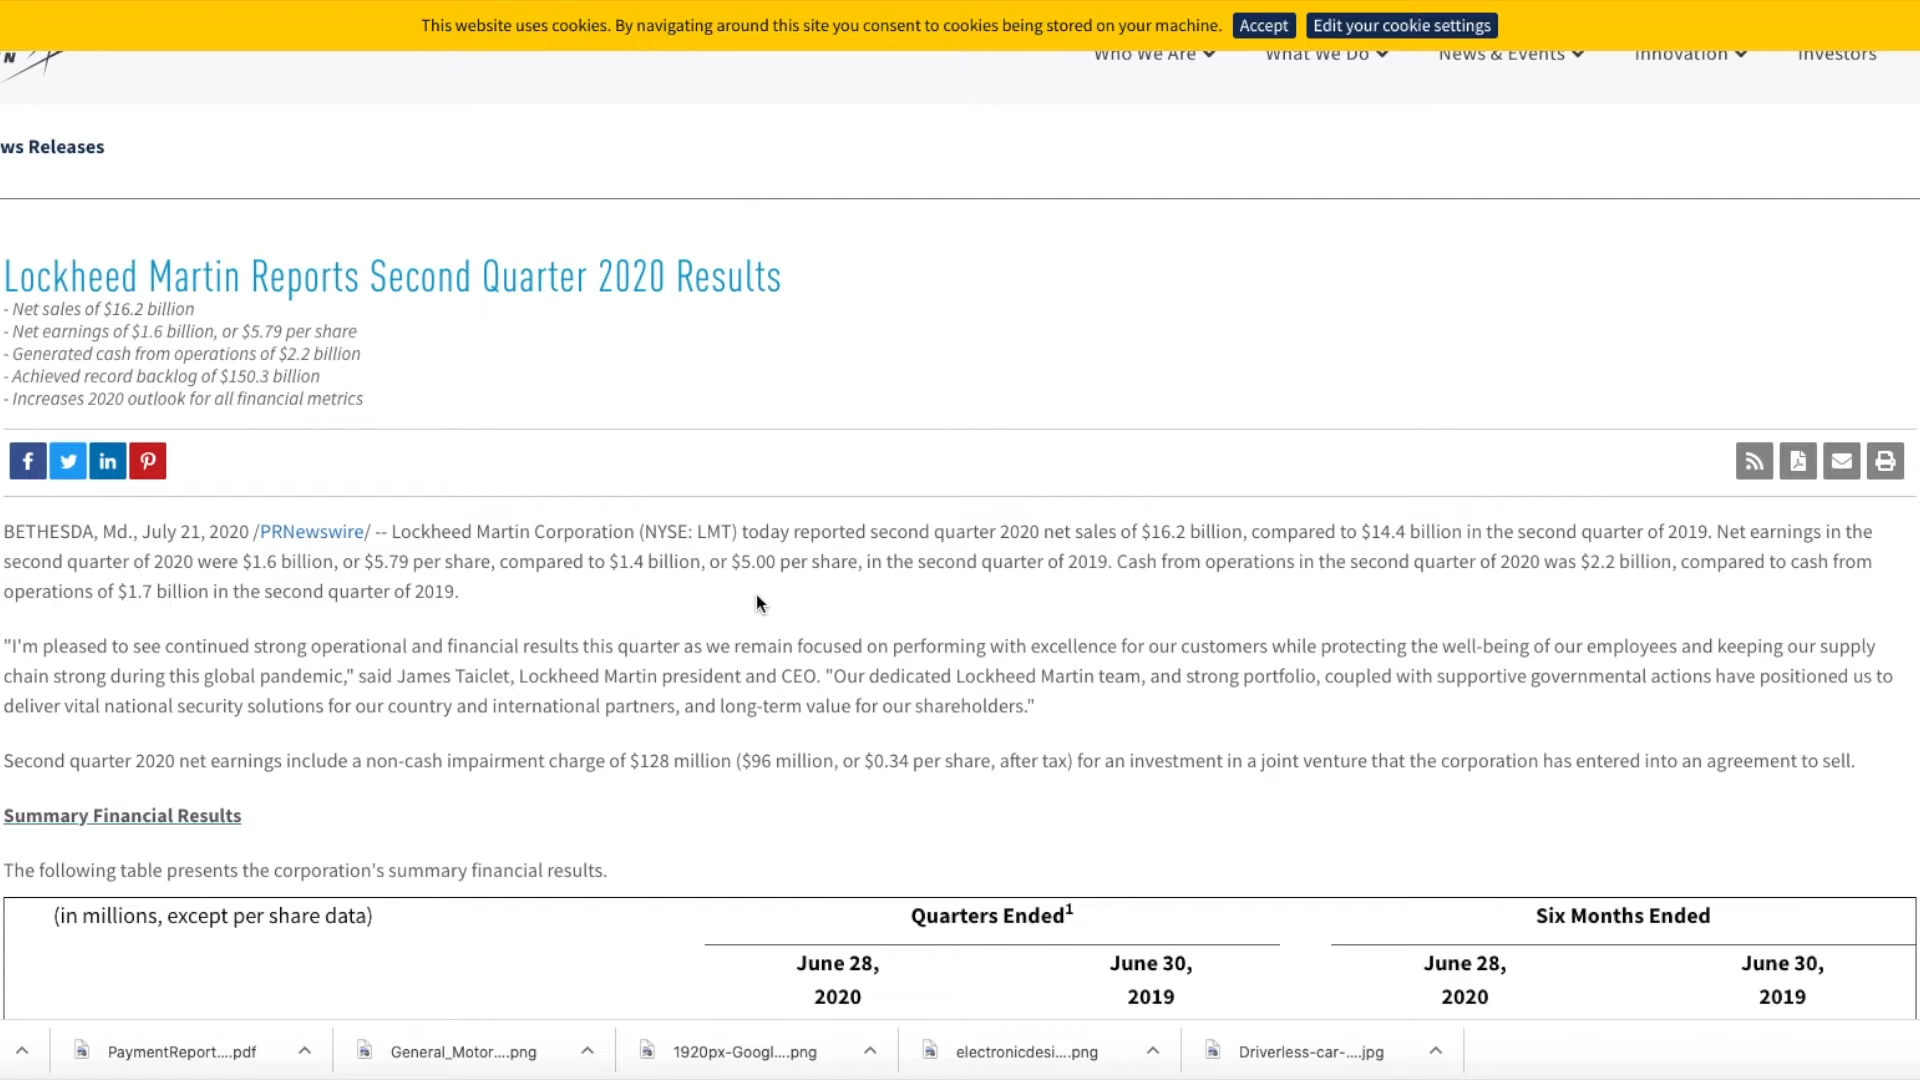 This website uses cookies. By navigating around this site you consent to cookies being stored on your machine. Accept Edit your cookie settings
N
Who We Are What We Do News & Events Innovation Investors
ws Releases
Lockheed Martin Reports Second Quarter 2020 Results
- Net sales of $16.2 billion
- Net earnings of $1.6 billion, or $5.79 per share
- Generated cash from operations of $2.2 billion
- Achieved record backlog of $150.3 billion
- Increases 2020 outlook for all financial metrics
BETHESDA, Md., July 21, 2020 /PRNewswire/ -- Lockheed Martin Corporation (NYSE: LMT) today reported second quarter 2020 net sales of $16.2 billion, compared to $14.4 billion in the second quarter of 2019. Net earnings in the
second quarter of 2020 were $1.6 billion, or $5.79 per share, compared to $1.4 billion, or $5.00 per share, in the second quarter of 2019. Cash from operations in the second quarter of 2020 was $2.2 billion, compared to cash from
operations of $1.7 billion in the second quarter of 2019.
"I'm pleased to see continued strong operational and financial results this quarter as we remain focused on performing with excellence for our customers while protecting the well-being of our employees and keeping our supply
chain strong during this global pandemic," said James Taiclet, Lockheed Martin president and CEO. "Our dedicated Lockheed Martin team, and strong portfolio, coupled with supportive governmental actions have positioned us to
deliver vital national security solutions for our country and international partners, and long-term value for our shareholders."
Second quarter 2020 net earnings include a non-cash impairment charge of $128 million ($96 million, or $0.34 per share, after tax) for an investment in a joint venture that the corporation has entered into an agreement to sell.
Summary Financial Results
The following table presents the corporation's summary financial results.
(in millions, except per share data) Quarters Ended1 Six Months Ended
June 28, June 30, June 28, June 30,
2020 2019 2020 2019
PaymentReport....pdf General_Motor....png 1920px-Googl....png electronicdesi....png Driverless-car-....jpg